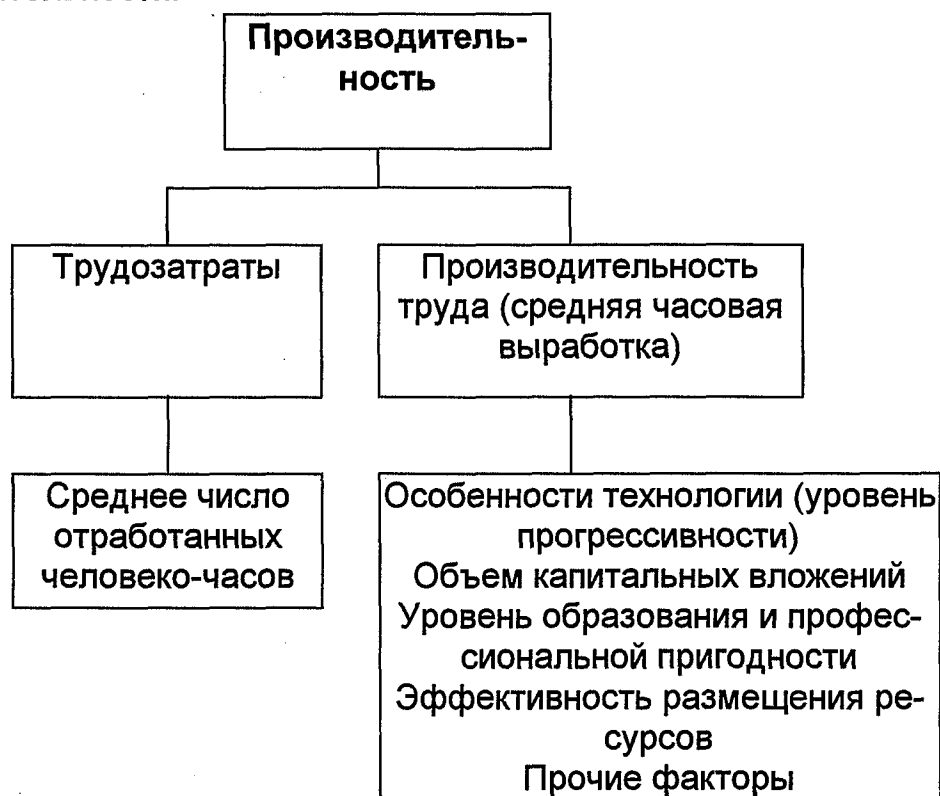 Производитель-
ность
Трудозатраты
Производительность
труда (средняя часовая
выработка)
Среднее число
отработанных
человеко-часов
Особенности технологии (уровень
прогрессивности)
Объем капитальных вложений
Уровень образования и профес-
сиональной пригодности
Эффективность размещения ре-
сурсов
Прочие факторы